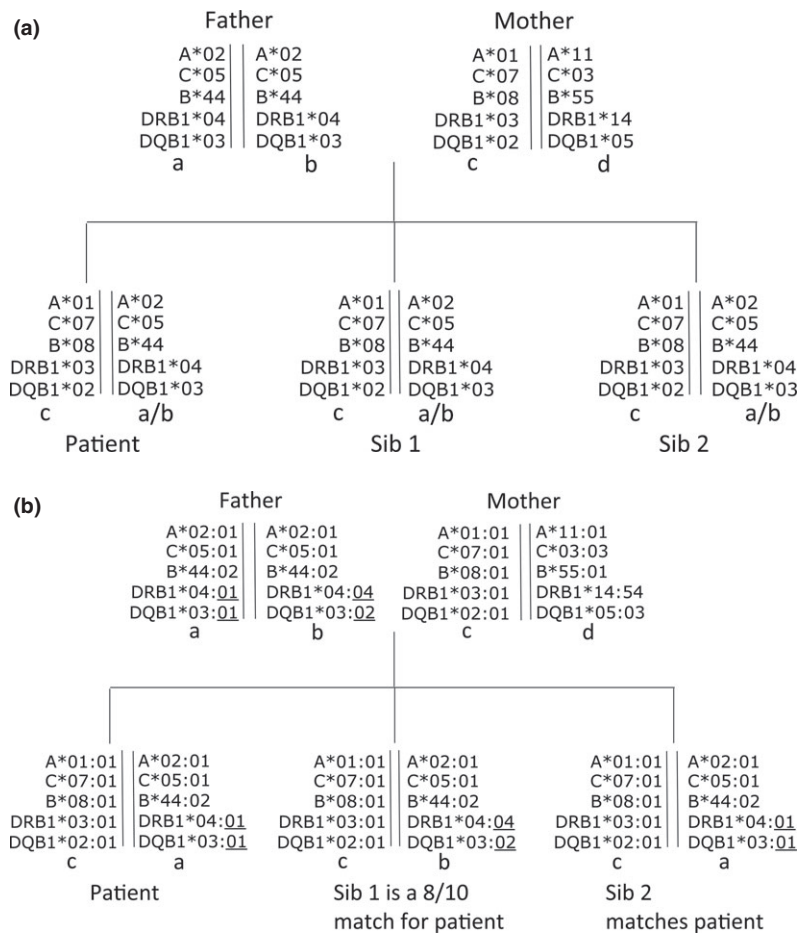 (a)
Father Mother
A*02 A*02 A*01 A*11
C*05 C*05 C*07 C*03
B*44 B*44 B*08 B*55
DRB1*04 DRB1*04 DRB1*03 DRB1*14
DQB1*03 DQB1*03 DQB1*02 DQB1*05
a b c d
A*01 A*02 A*01 A*02 A*01 A*02
C*07 C*05 C*07 C*05 C*07 C*05
B*08 B*44 B*08 B*44 B*08 B*44
DRB1*03 DRB1*04 DRB1*03 DRB1*04 DRB1*03 DRB1*04
DQB1*02 DQB1*03 DQB1*02 DQB1*03 DQB1*02 DQB1*03
c a/b c a/b c a/b
Patient Sib 1 Sib 2
(b)
Father Mother
A*02:01 A*02:01 A*01:01 A*11:01
C*05:01 C*05:01 C*07:01 C*03:03
B*44:02 B*44:02 B*08:01 B*55:01
DRB1*04:01 DRB1*04:04 DRB1*03:01 DRB1*14:54
DQB1*03:01 DQB1*03:02 DQB1*02:01 DQB1*05:03
a b c d
A*01:01 A*02:01 A*01:01 A*02:01 A*01:01 A*02:01
C*07:01 C*05:01 C*07:01 C*05:01 C*07:01 C*05:01
B*08:01 B*44:02 B*08:01 B*44:02 B*08:01 B*44:02
DRB1*03:01 DRB1*04:01 DRB1*03:01 DRB1*04:04 DRB1*03:01 DRB1*04:01
DQB1*02:01 DQB1*03:01 DQB1*02:01 DQB1*03:02 DQB1*02:01 DQB1*03:01
c a c b c a
Patient Sib 1 is a 8/10 Sib 2
match for patient matches patient